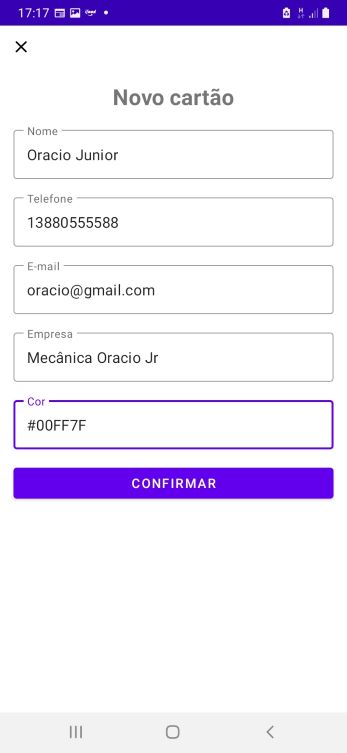 17:17
Novo cartão
Nome
Oracio Junior
Telefone
13880555588
E-mail
oracio@gmail.com
Empresa
Mecânica Oracio Jr
Cor
#00FF7F
CONFIRMAR